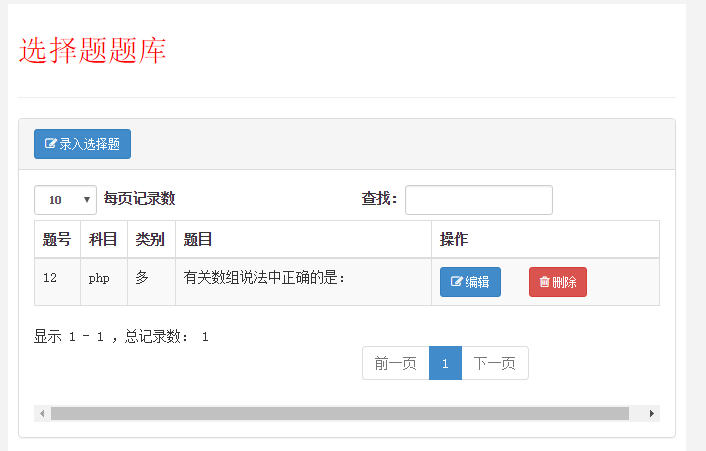 选择题题库
录入选择题
10 每页记录数 查找：
题号 科目 类别 题目 操作
12 php 多 有关数组说法中正确的是： 编辑 删除
显示 1 - 1 ，总记录数： 1
前一页 1 下一页